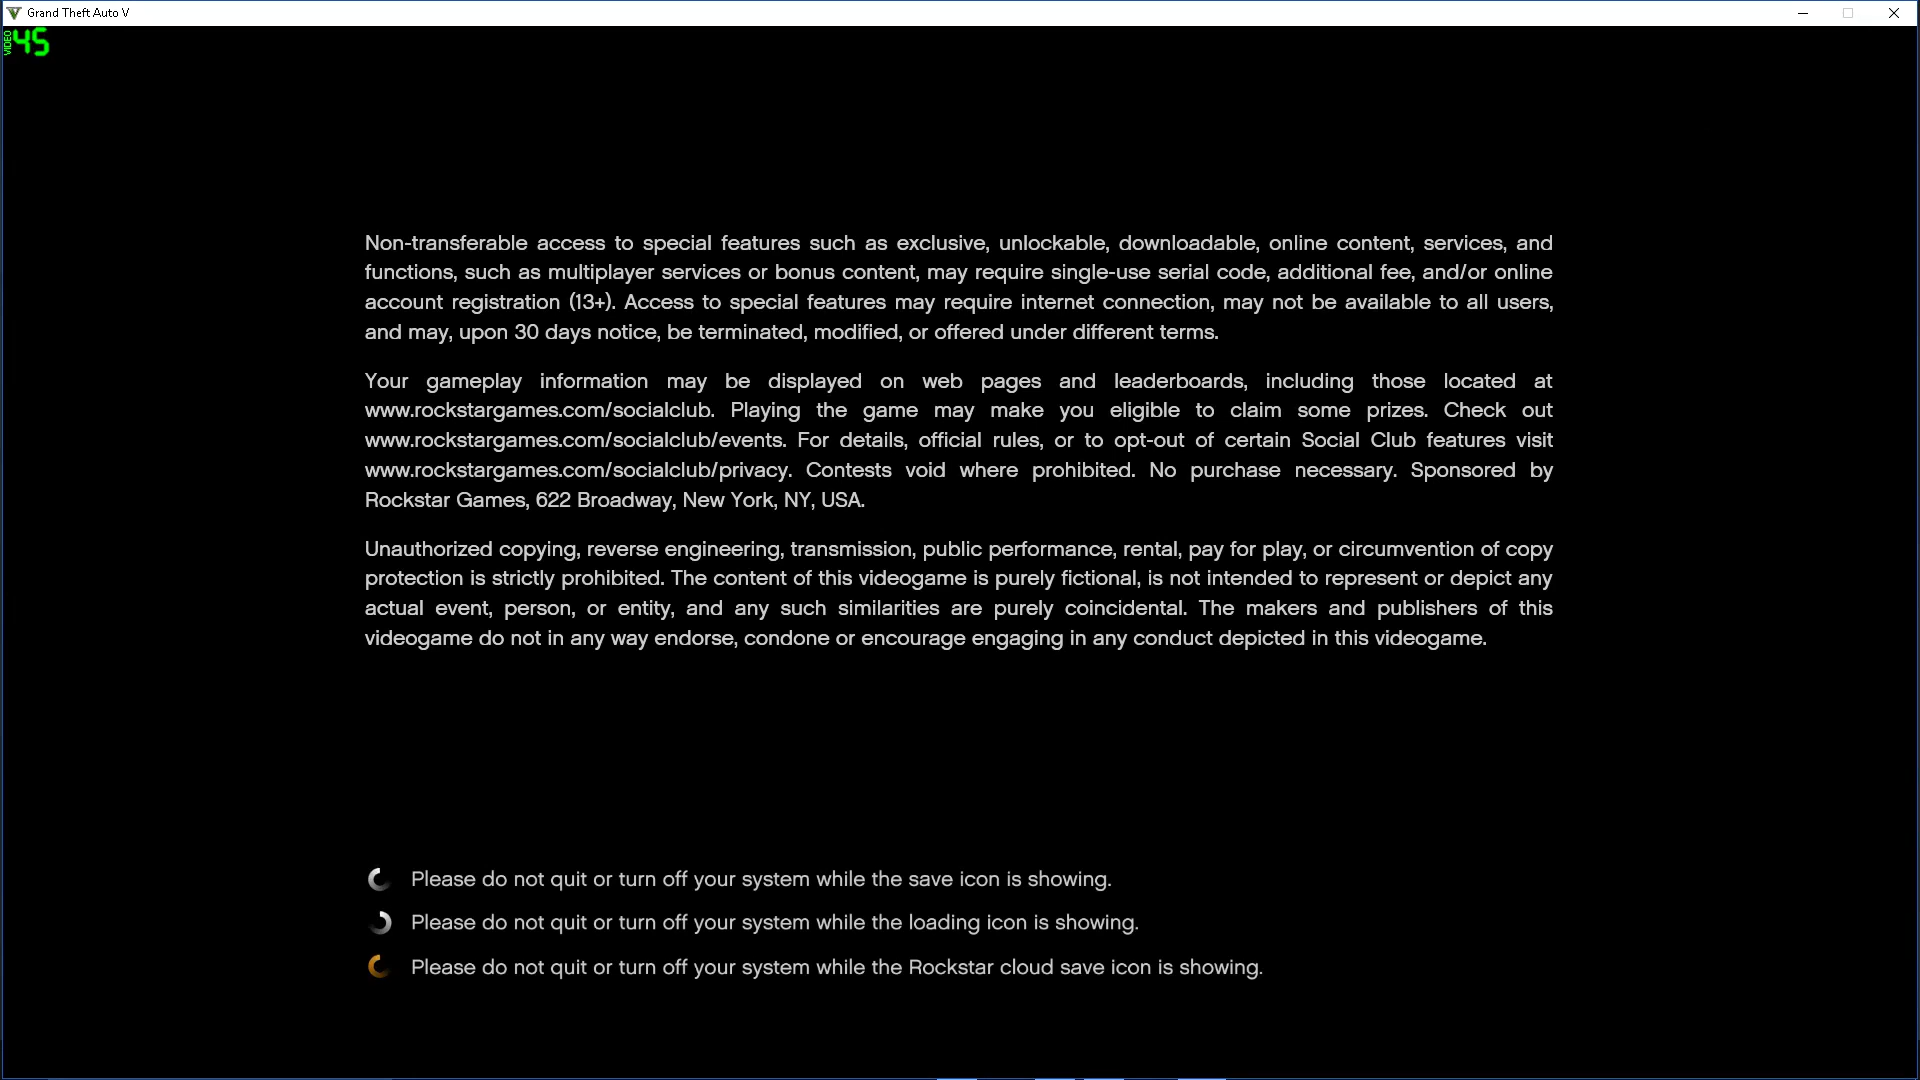 Grand Theft Auto V
VIDEO
45
Non-transferable access to special features such as exclusive, unlockable, downloadable, online content, services, and
functions, such as multiplayer services or bonus content, may require single-use serial code, additional fee, and/or online
account registration (13+). Access to special features may require internet connection, may not be available to all users,
and may, upon 30 days notice, be terminated, modified, or offered under different terms.
Your gameplay information may be displayed on web pages and leaderboards, including those located at
www.rockstargames.com/socialclub. Playing the game may make you eligible to claim some prizes. Check out
www.rockstargames.com/socialclub/events. For details, official rules, or to opt-out of certain Social Club features visit
www.rockstargames.com/socialclub/privacy. Contests void where prohibited. No purchase necessary. Sponsored by
Rockstar Games, 622 Broadway, New York, NY, USA.
Unauthorized copying, reverse engineering, transmission, public performance, rental, pay for play, or circumvention of copy
protection is strictly prohibited. The content of this videogame is purely fictional, is not intended to represent or depict any
actual event, person, or entity, and any such similarities are purely coincidental. The makers and publishers of this
videogame do not in any way endorse, condone or encourage engaging in any conduct depicted in this videogame.
Please do not quit or turn off your system while the save icon is showing.
Please do not quit or turn off your system while the loading icon is showing.
Please do not quit or turn off your system while the Rockstar cloud save icon is showing.